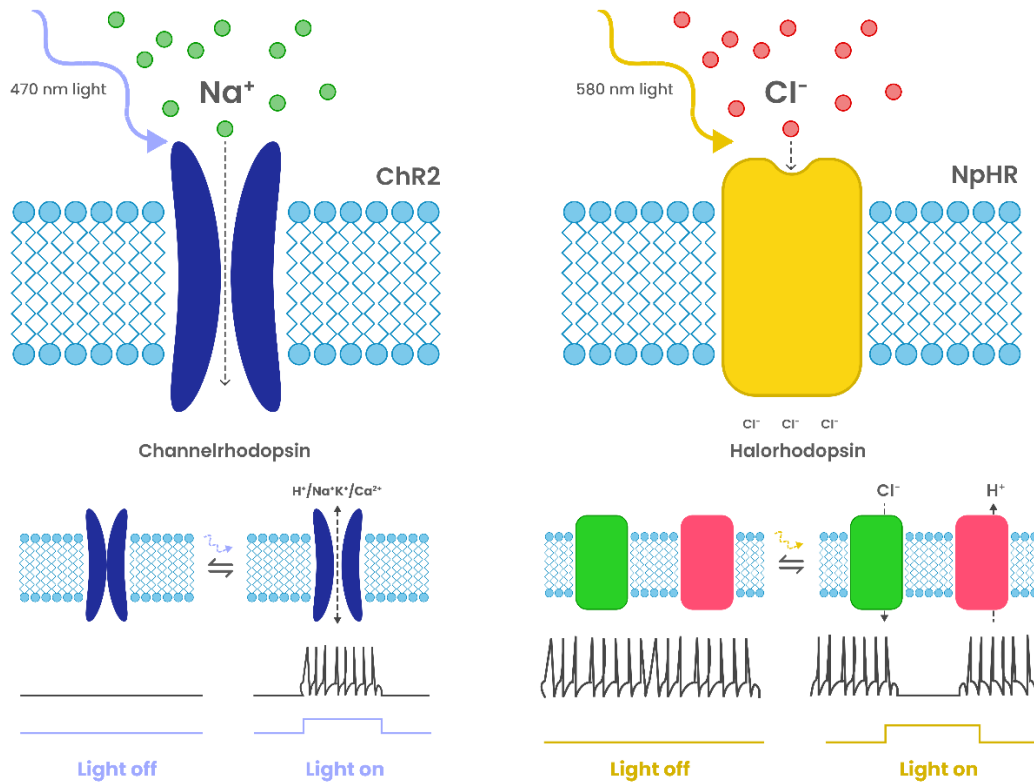 470 nm light
Na⁺
ChR2
580 nm light
Cl⁻
NpHR
Cl⁻ Cl⁻ Cl⁻
Channelrhodopsin
Halorhodopsin
H⁺/Na⁺K⁺/Ca²⁺
Cl⁻
H⁺
Light off
Light on
Light off
Light on